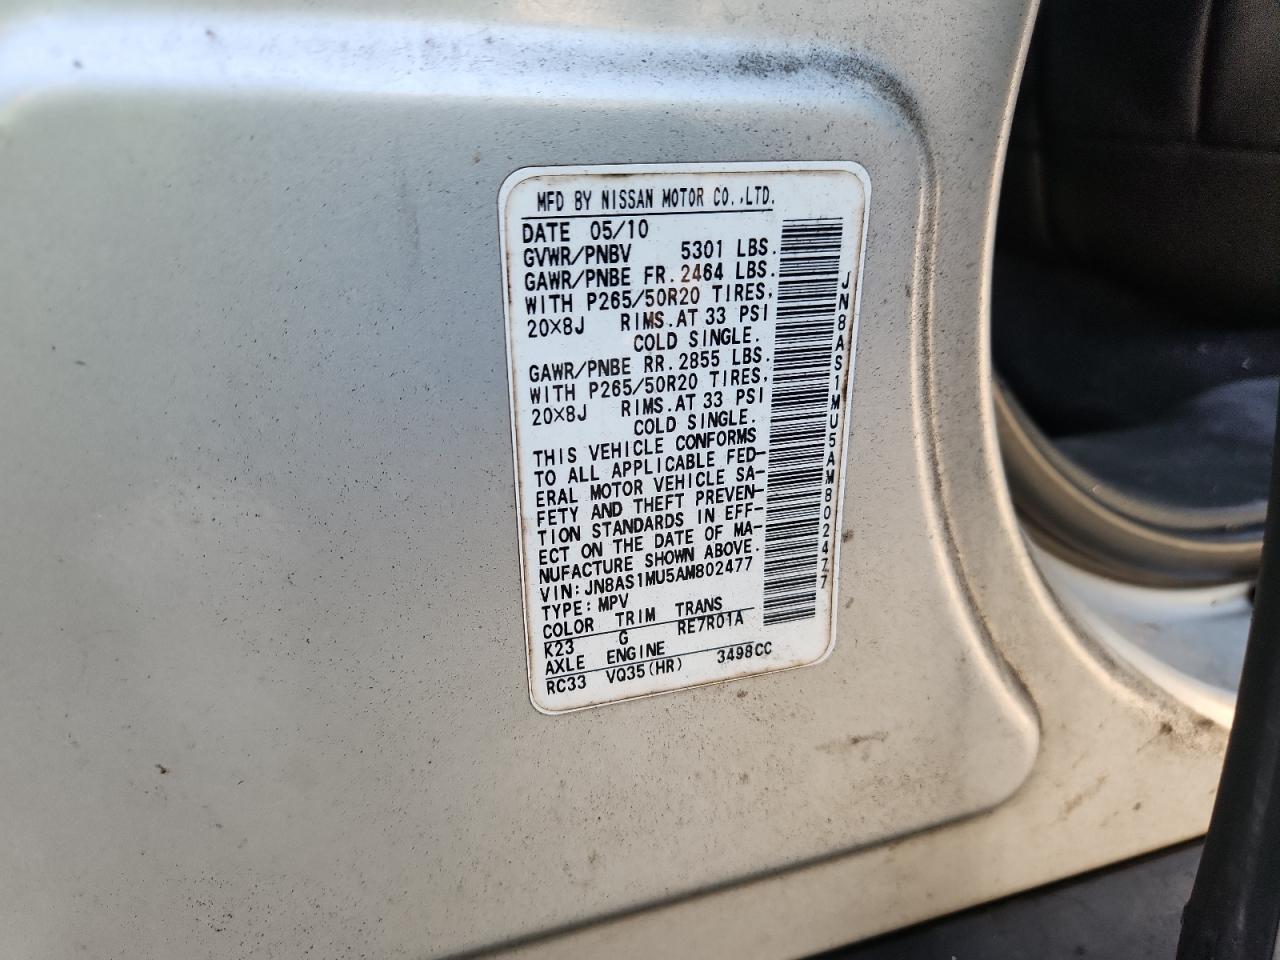 MFD BY NISSAN MOTOR CO.,LTD.
DATE 05/10
GVWR/PNBV 5301 LBS.
GAWR/PNBE FR. 2464 LBS.
WITH P265/50R20 TIRES,
20×8J RIMS.AT 33 PSI
COLD SINGLE.
GAWR/PNBE RR. 2855 LBS.
WITH P265/50R20 TIRES,
20×8J RIMS.AT 33 PSI
COLD SINGLE.
THIS VEHICLE CONFORMS
TO ALL APPLICABLE FED-
ERAL MOTOR VEHICLE SA-
FETY AND THEFT PREVEN-
TION STANDARDS IN EFF-
ECT ON THE DATE OF MA-
NUFACTURE SHOWN ABOVE.
VIN:JN8AS1MU5AM802477
TYPE:MPV
COLOR TRIM TRANS
K23 G RE7R01A
AXLE ENGINE
RC33 VQ35(HR) 3498CC
JN8AS1MU5AM802477